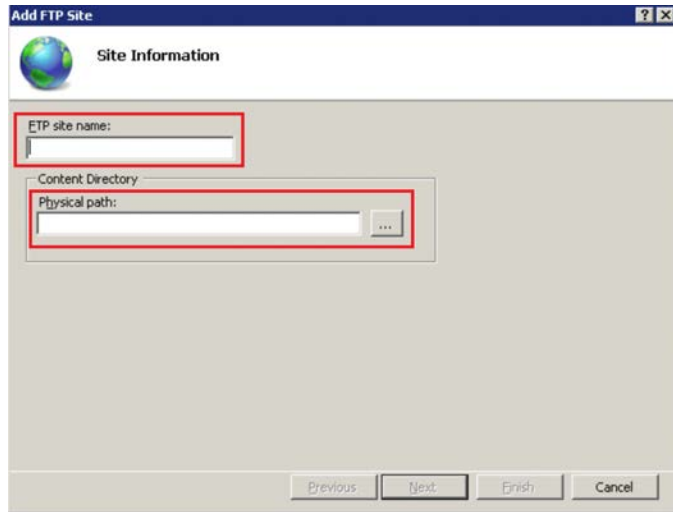 Add FTP Site
Site Information
FTP site name:
Content Directory
Physical path:
...
Previous Next Finish Cancel